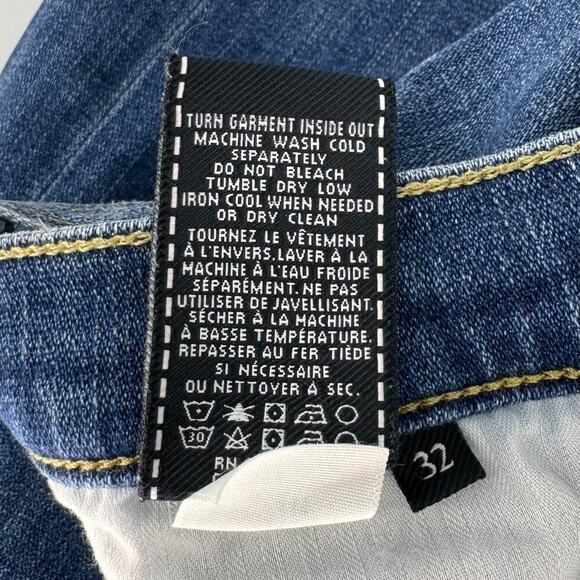 TURN GARMENT INSIDE OUT
MACHINE WASH COLD
SEPARATELY
DO NOT BLEACH
TUMBLE DRY LOW
IRON COOL WHEN NEEDED
OR DRY CLEAN
TOURNEZ LE VÊTEMENT
À L'ENVERS.LAVER À LA
MACHINE À L'EAU FROIDE
SÉPARÉMENT.NE PAS
UTILISER DE JAVELLISANT.
SÉCHER À LA MACHINE
À BASSE TEMPÉRATURE.
REPASSER AU FER TIÈDE
SI NÉCESSAIRE
OU NETTOYER À SEC.
30
RN
32